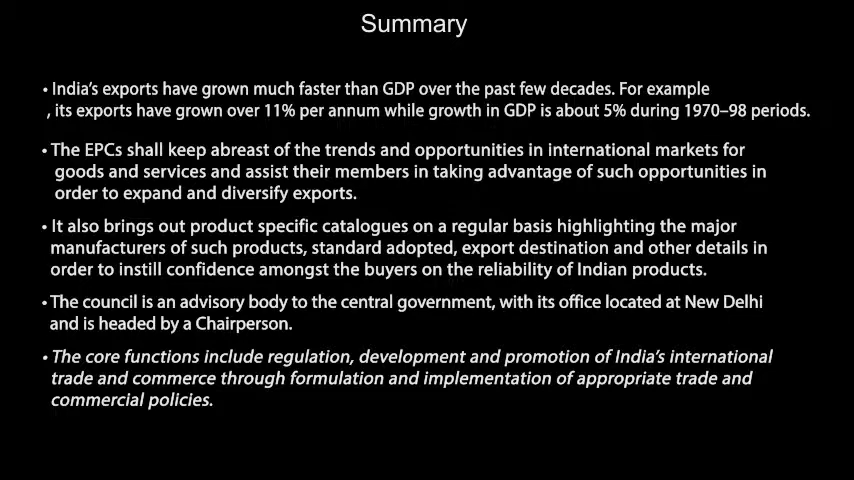 Summary
• India's exports have grown much faster than GDP over the past few decades. For example
, its exports have grown over 11% per annum while growth in GDP is about 5% during 1970–98 periods.
• The EPCs shall keep abreast of the trends and opportunities in international markets for
goods and services and assist their members in taking advantage of such opportunities in
order to expand and diversify exports.
• It also brings out product specific catalogues on a regular basis highlighting the major
manufacturers of such products, standard adopted, export destination and other details in
order to instill confidence amongst the buyers on the reliability of Indian products.
• The council is an advisory body to the central government, with its office located at New Delhi
and is headed by a Chairperson.
• The core functions include regulation, development and promotion of India's international
trade and commerce through formulation and implementation of appropriate trade and
commercial policies.